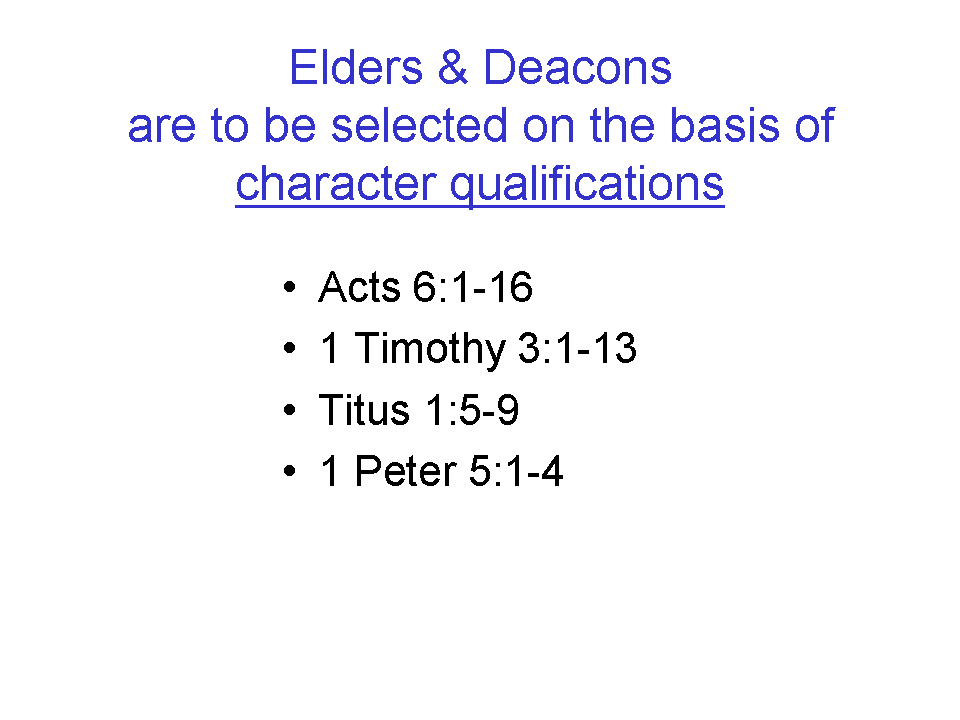 Elders & Deacons
are to be selected on the basis of
character qualifications
• Acts 6:1-16
• 1 Timothy 3:1-13
• Titus 1:5-9
• 1 Peter 5:1-4